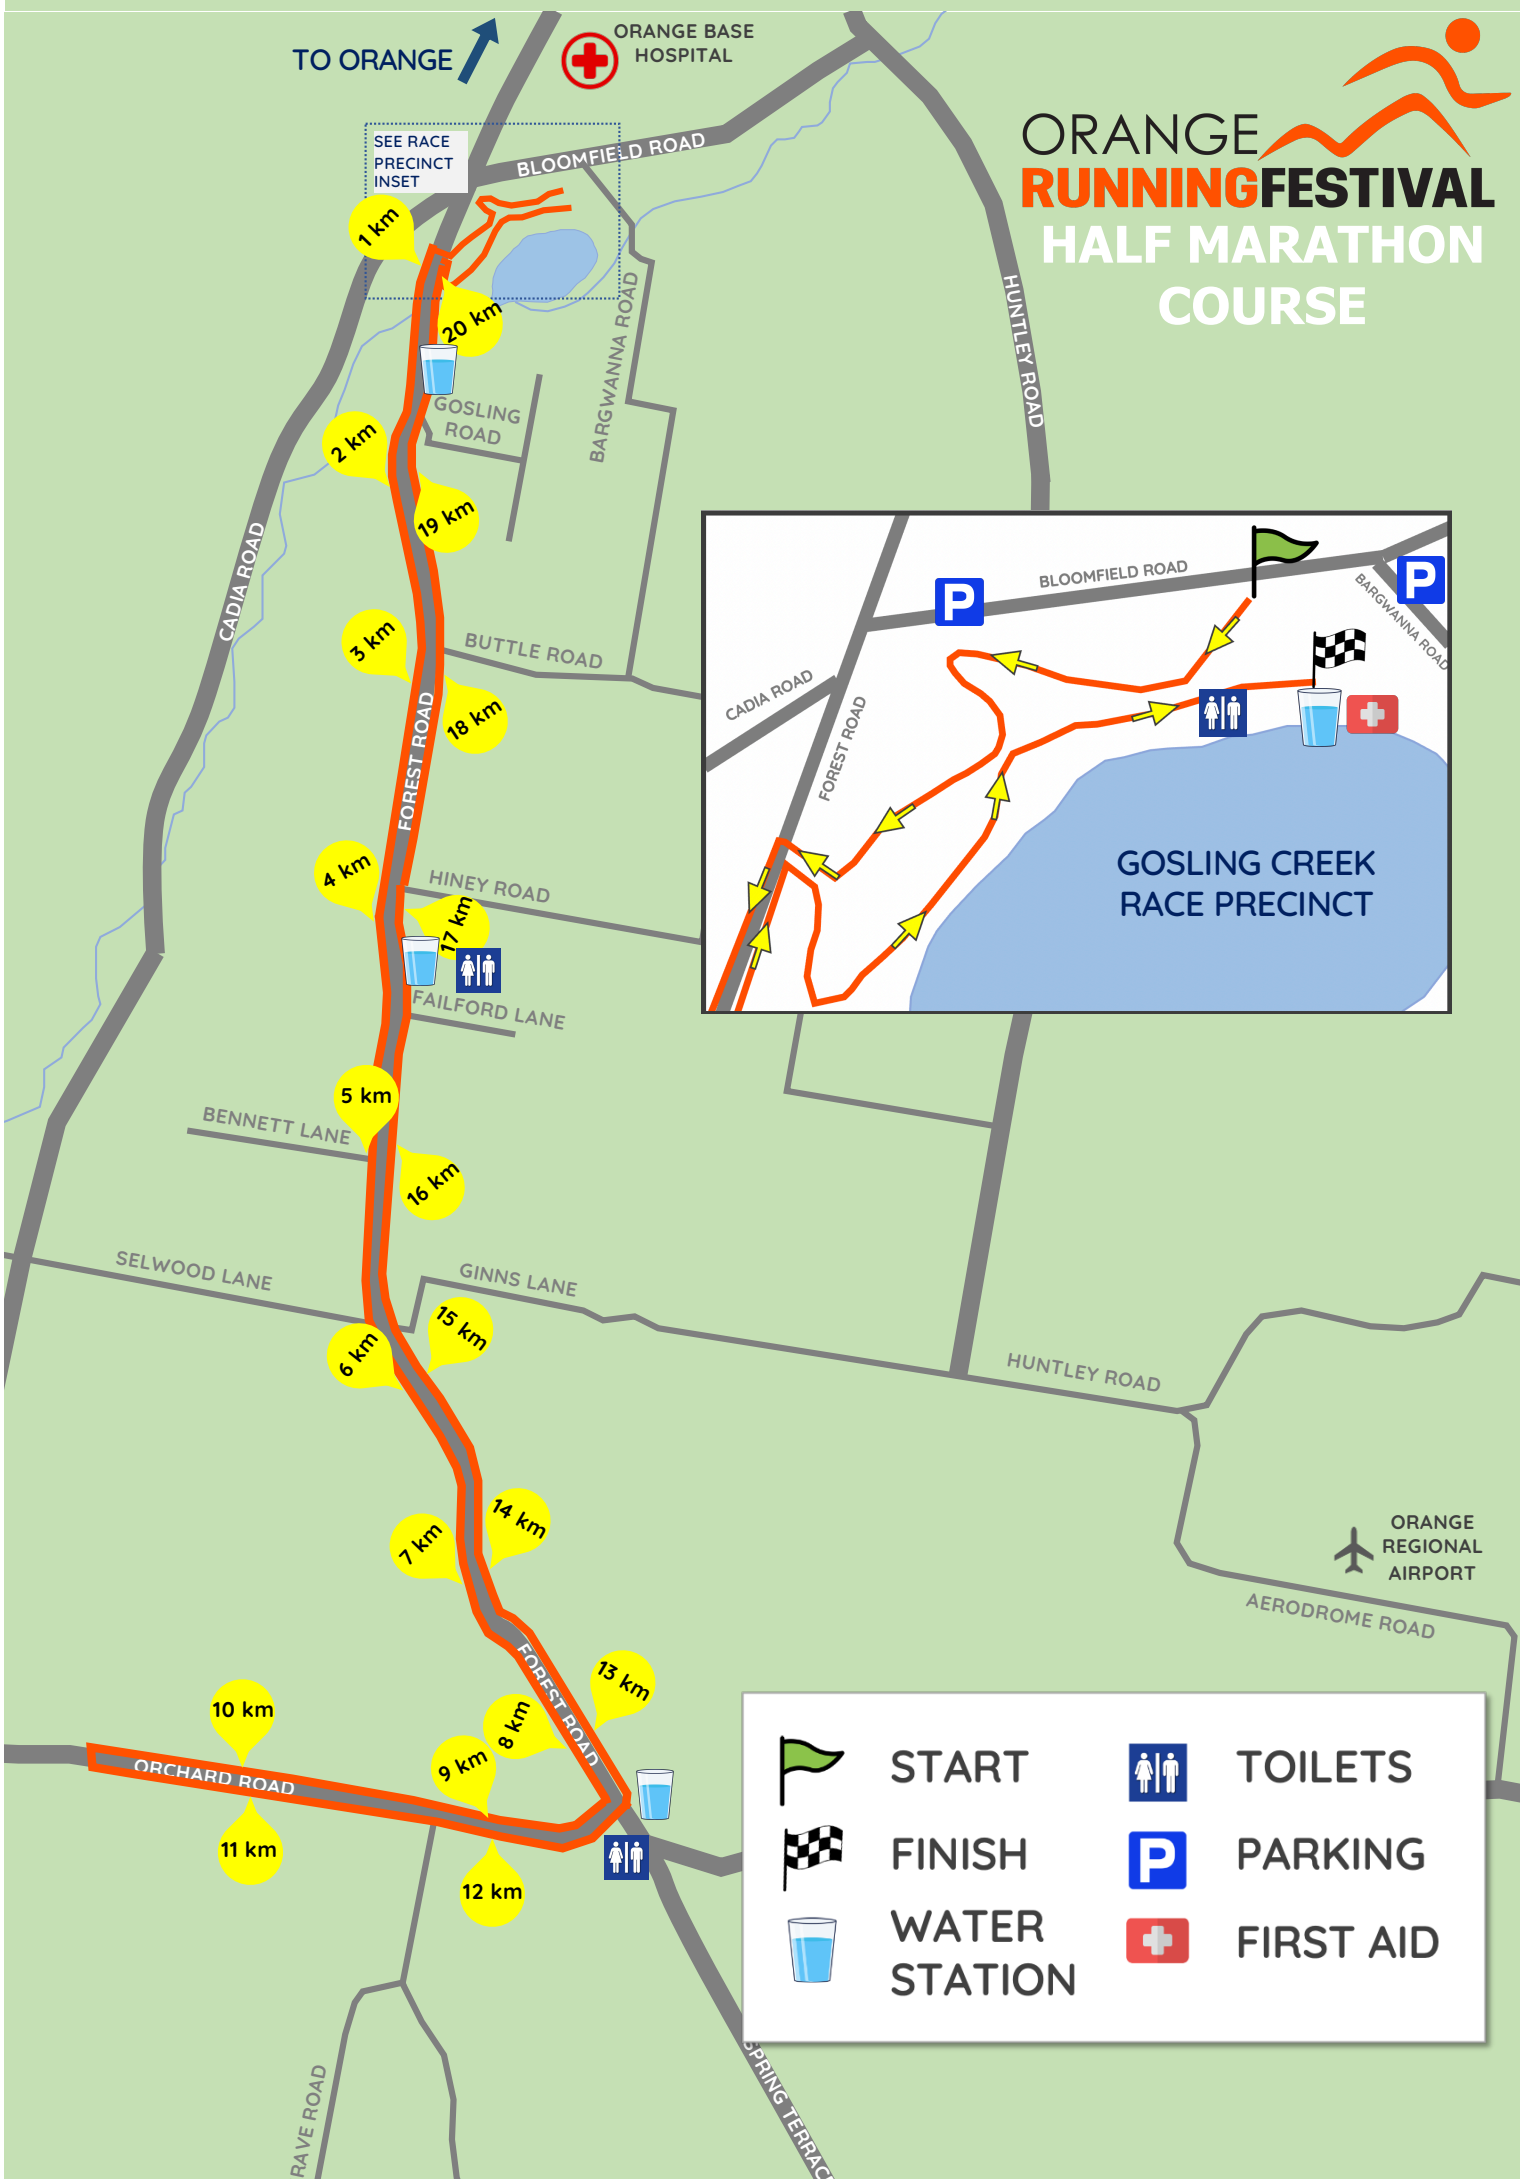 TO ORANGE
ORANGE BASE
HOSPITAL
ORANGE
RUNNINGFESTIVAL
HALF MARATHON
COURSE
SEE RACE
PRECINCT
INSET
BLOOMFIELD ROAD
1 km
20 km
BARGWANNA ROAD
HUNTLEY ROAD
GOSLING
ROAD
2 km
19 km
CADIA ROAD
3 km
BUTTLE ROAD
18 km
FOREST ROAD
4 km
HINEY ROAD
17 km
FAILFORD LANE
5 km
BENNETT LANE
16 km
SELWOOD LANE
GINNS LANE
15 km
6 km
HUNTLEY ROAD
14 km
7 km
ORANGE
REGIONAL
AIRPORT
AERODROME ROAD
FOREST ROAD
13 km
8 km
10 km
9 km
ORCHARD ROAD
11 km
12 km
SPRING TERRAC
RAVE ROAD
P
BLOOMFIELD ROAD
P
BARGWANNA ROAD
CADIA ROAD
FOREST ROAD
GOSLING CREEK
RACE PRECINCT
START
TOILETS
FINISH
P
PARKING
WATER
STATION
FIRST AID